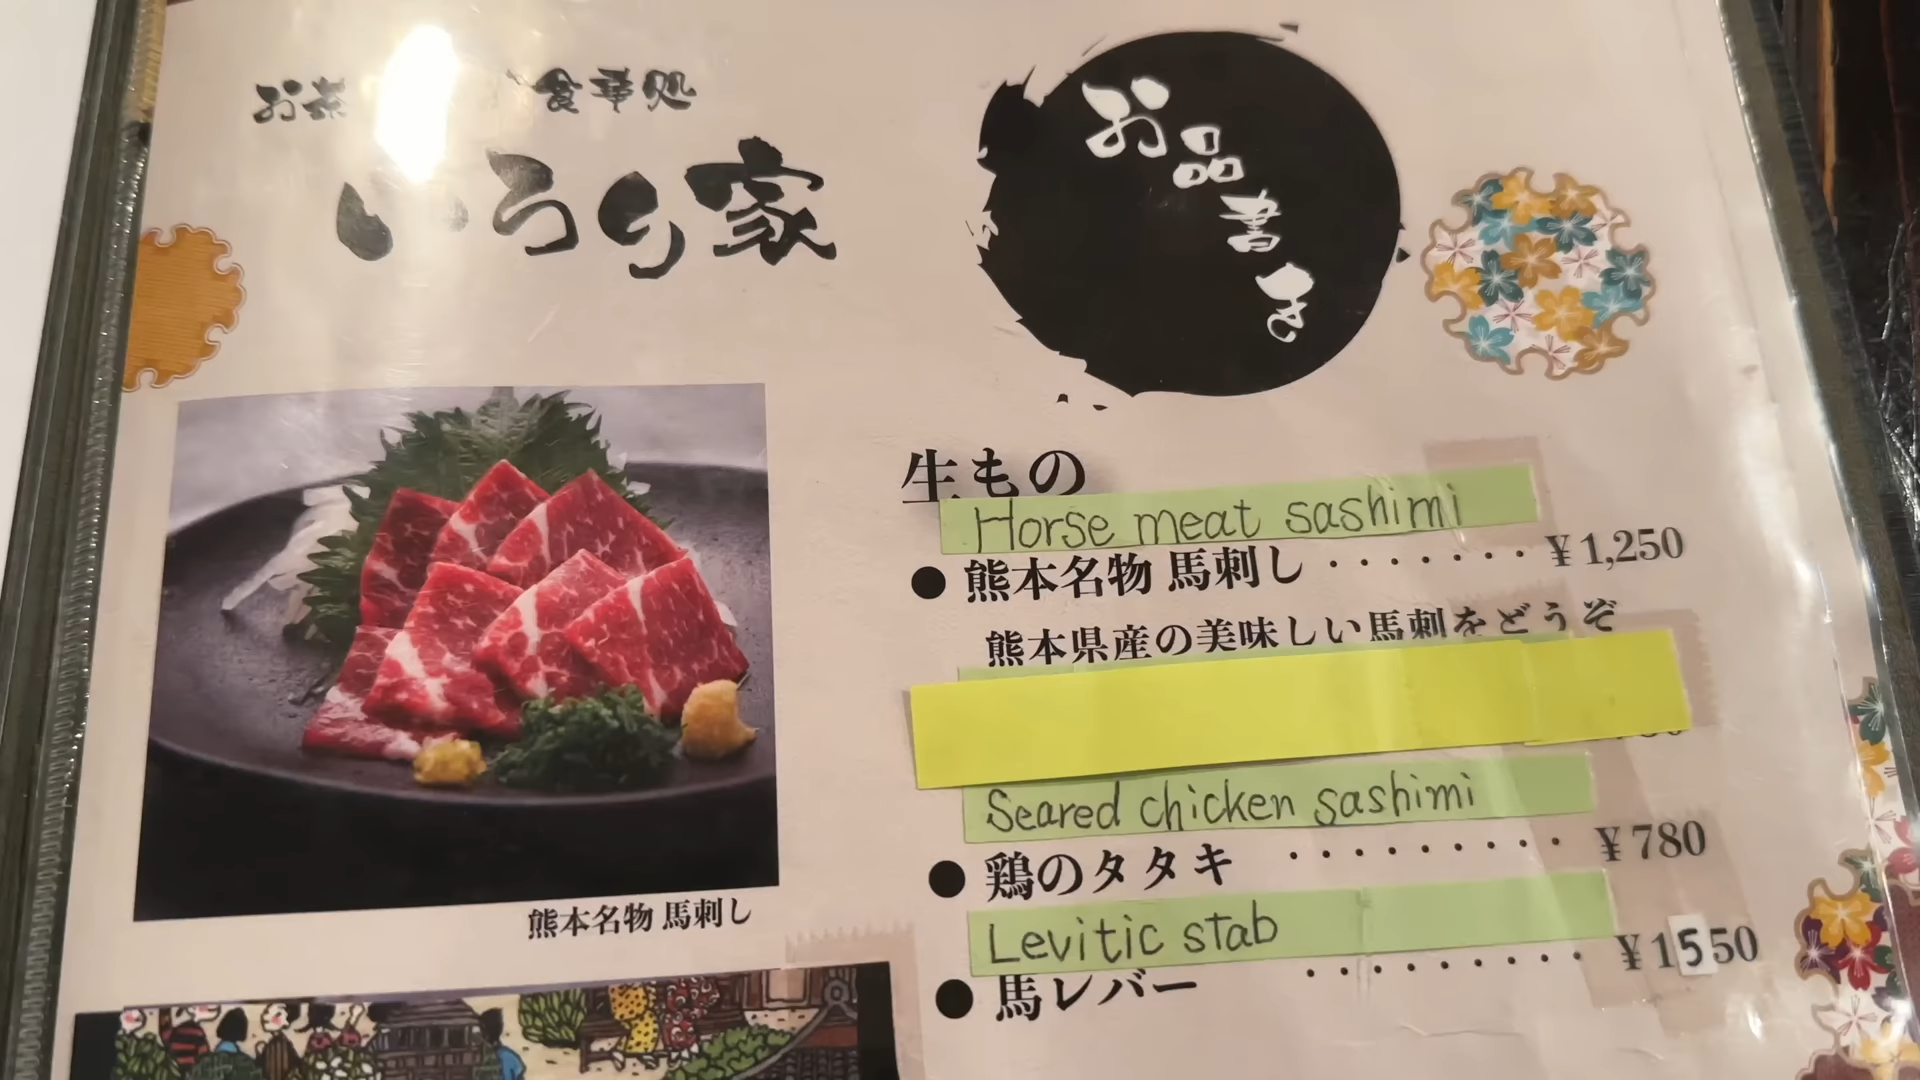 お茶 食事処
いろり家
お品書き
生もの
Horse meat sashimi
●熊本名物 馬刺し ········ ¥1,250
熊本県産の美味しい馬刺をどうぞ
Seared chicken sashimi
●鶏のタタキ ········· ¥780
Levitic stab
●馬レバー ········· ¥1550
熊本名物 馬刺し